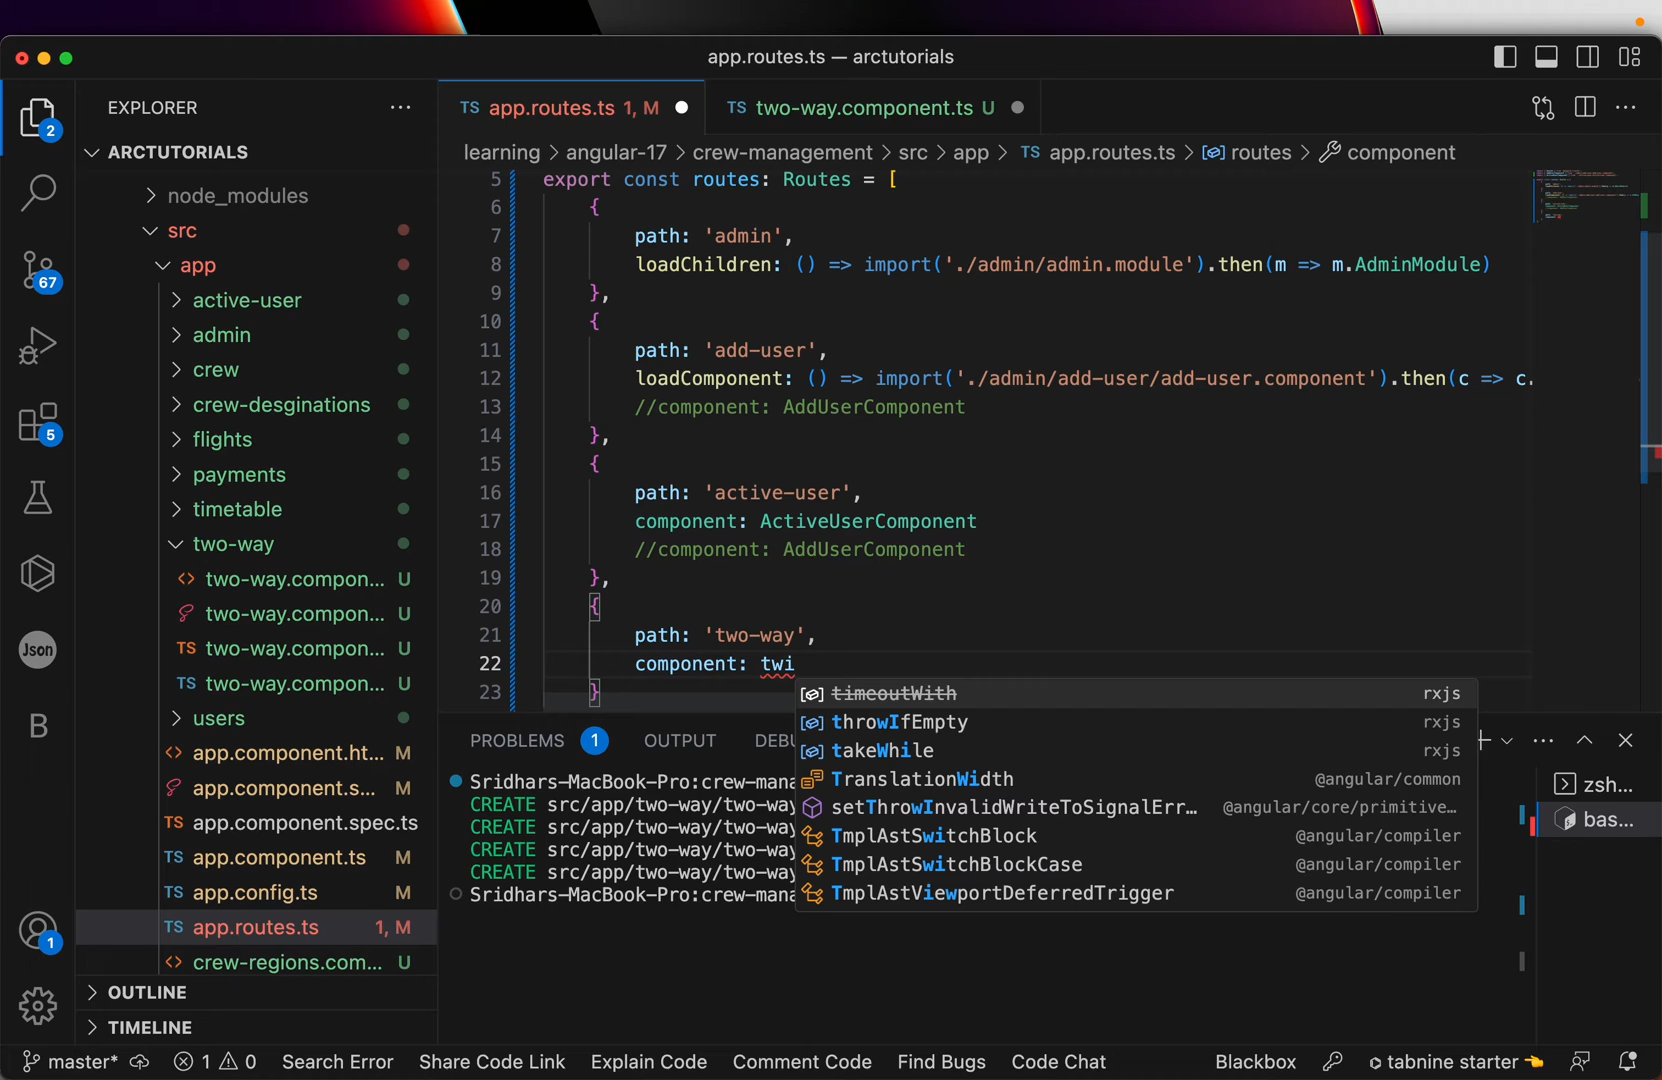 app.routes.ts — arctutorials
EXPLORER
ARCTUTORIALS
node_modules
src
app
active-user
admin
crew
crew-desginations
flights
payments
timetable
two-way
two-way.compon... U
two-way.compon... U
two-way.compon... U
two-way.compon... U
users
app.component.ht... M
app.component.s... M
app.component.spec.ts
app.component.ts M
app.config.ts M
app.routes.ts 1, M
crew-regions.com... U
OUTLINE
TIMELINE
2
67
5
Json
B
1
TS app.routes.ts 1, M
TS two-way.component.ts U
learning > angular-17 > crew-management > src > app > TS app.routes.ts > routes > component
5 export const routes: Routes = [
6 {
7 path: 'admin',
8 loadChildren: () => import('./admin/admin.module').then(m => m.AdminModule)
9 },
10 {
11 path: 'add-user',
12 loadComponent: () => import('./admin/add-user/add-user.component').then(c => c.
13 //component: AddUserComponent
14 },
15 {
16 path: 'active-user',
17 component: ActiveUserComponent
18 //component: AddUserComponent
19 },
20 {
21 path: 'two-way',
22 component: twi
23 }
timeoutWith rxjs
throwIfEmpty rxjs
takeWhile rxjs
TranslationWidth @angular/common
setThrowInvalidWriteToSignalErr... @angular/core/primitive...
TmplAstSwitchBlock @angular/compiler
TmplAstSwitchBlockCase @angular/compiler
TmplAstViewportDeferredTrigger @angular/compiler
PROBLEMS 1 OUTPUT DEBU
Sridhars-MacBook-Pro:crew-mana
CREATE src/app/two-way/two-way
CREATE src/app/two-way/two-way
CREATE src/app/two-way/two-way
CREATE src/app/two-way/two-way
Sridhars-MacBook-Pro:crew-mana
zsh...
bas...
master* 1 0 Search Error Share Code Link Explain Code Comment Code Find Bugs Code Chat Blackbox tabnine starter